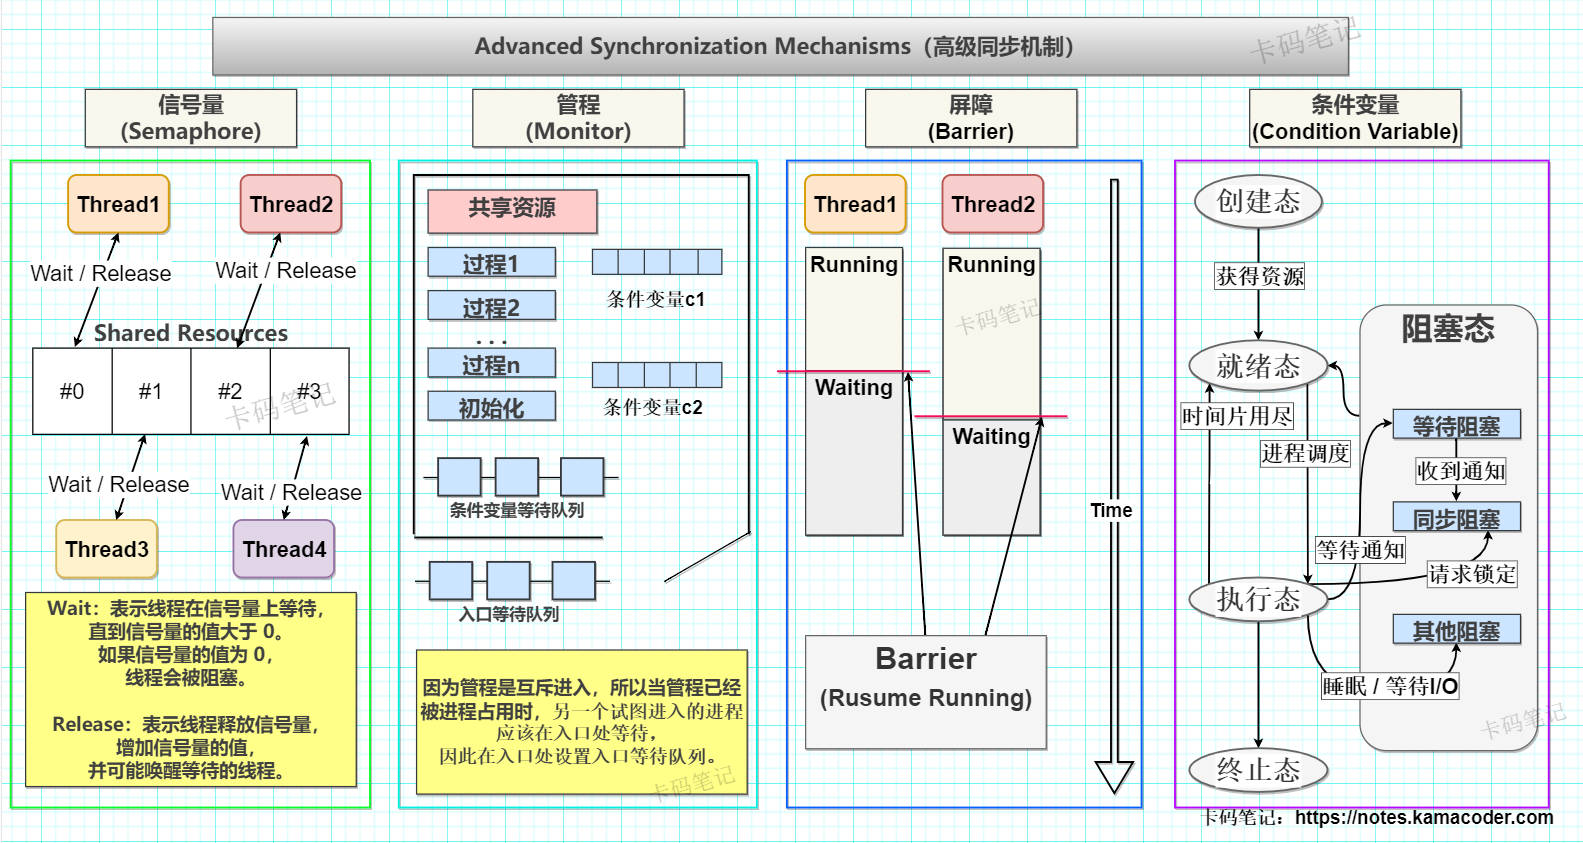 Advanced Synchronization Mechanisms（高级同步机制）
卡码笔记
信号量
(Semaphore)
Thread1
Thread2
Wait / Release
Wait / Release
Shared Resources
#0
#1
#2
#3
卡码笔记
Wait / Release
Wait / Release
Thread3
Thread4
Wait：表示线程在信号量上等待，
直到信号量的值大于 0。
如果信号量的值为 0，
线程会被阻塞。
Release：表示线程释放信号量，
增加信号量的值，
并可能唤醒等待的线程。
管程
(Monitor)
共享资源
过程1
过程2
...
过程n
初始化
条件变量c1
条件变量c2
条件变量等待队列
入口等待队列
因为管程是互斥进入，所以当管程已经
被进程占用时，另一个试图进入的进程
应该在入口处等待，
因此在入口处设置入口等待队列。
卡码笔记
屏障
(Barrier)
Thread1
Thread2
Running
Running
卡码笔记
Waiting
Waiting
Time
Barrier
(Rusume Running)
条件变量
(Condition Variable)
创建态
获得资源
阻塞态
就绪态
时间片用尽
等待阻塞
进程调度
收到通知
同步阻塞
等待通知
请求锁定
执行态
其他阻塞
睡眠 / 等待I/O
卡码笔记
终止态
卡码笔记：https://notes.kamacoder.com